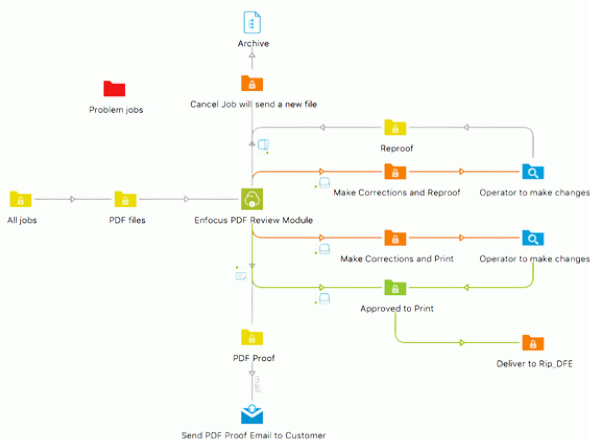 Archive
Problem jobs
Cancel Job will send a new file
Reproof
Make Corrections and Reproof
Operator to make changes
All jobs
PDF files
Enfocus PDF Review Module
Make Corrections and Print
Operator to make changes
Approved to Print
PDF Proof
Deliver to Rip_DFE
mail
Send PDF Proof Email to Customer